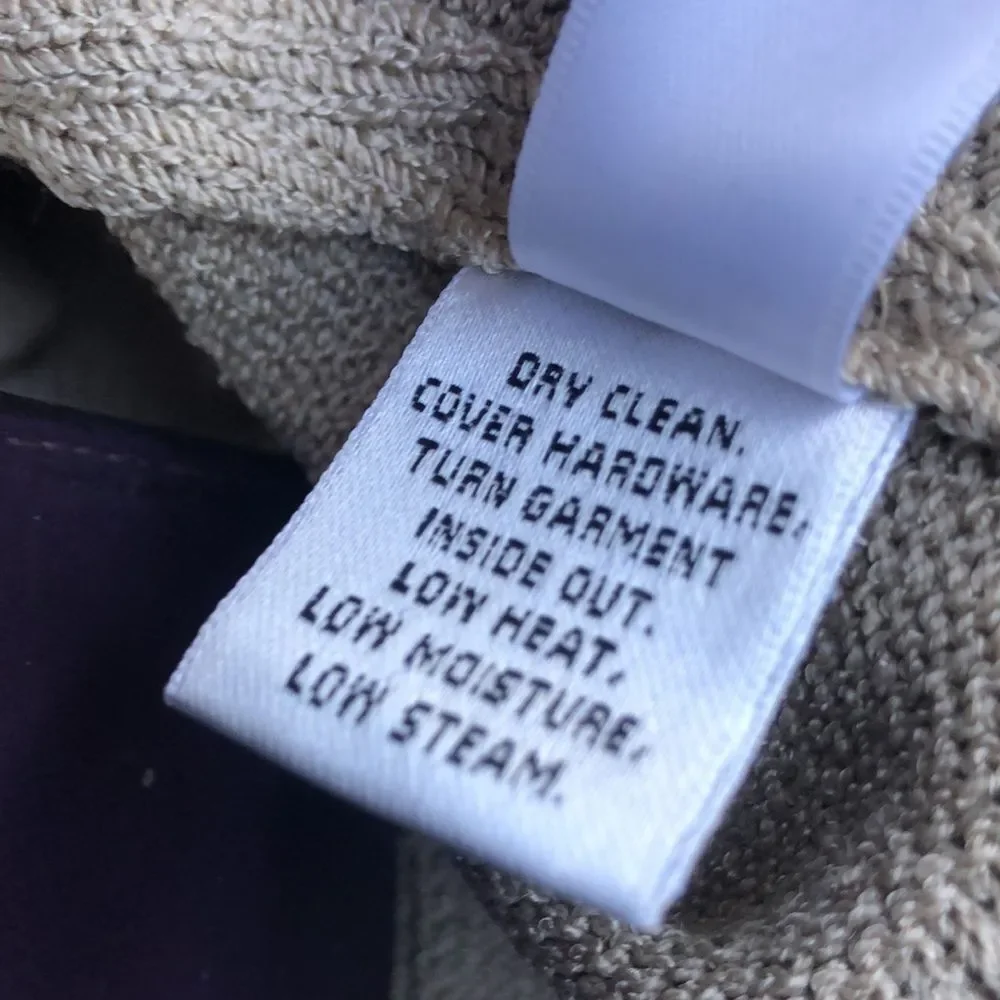 DRY CLEAN.
COVER HARDWARE,
TURN GARMENT
INSIDE OUT.
LOW HEAT,
LOW MOISTURE,
LOW STEAM.